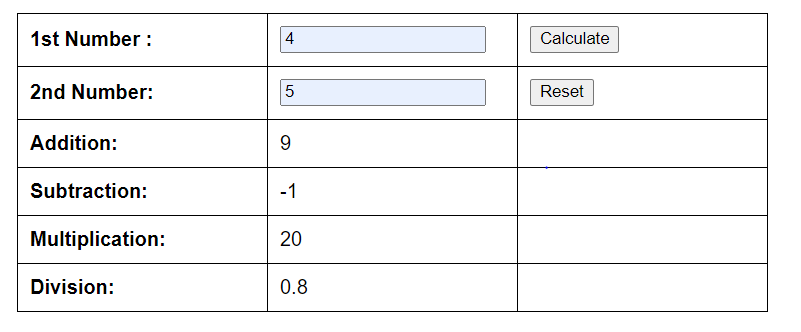 1st Number : 4 Calculate
2nd Number: 5 Reset
Addition: 9
Subtraction: -1
Multiplication: 20
Division: 0.8